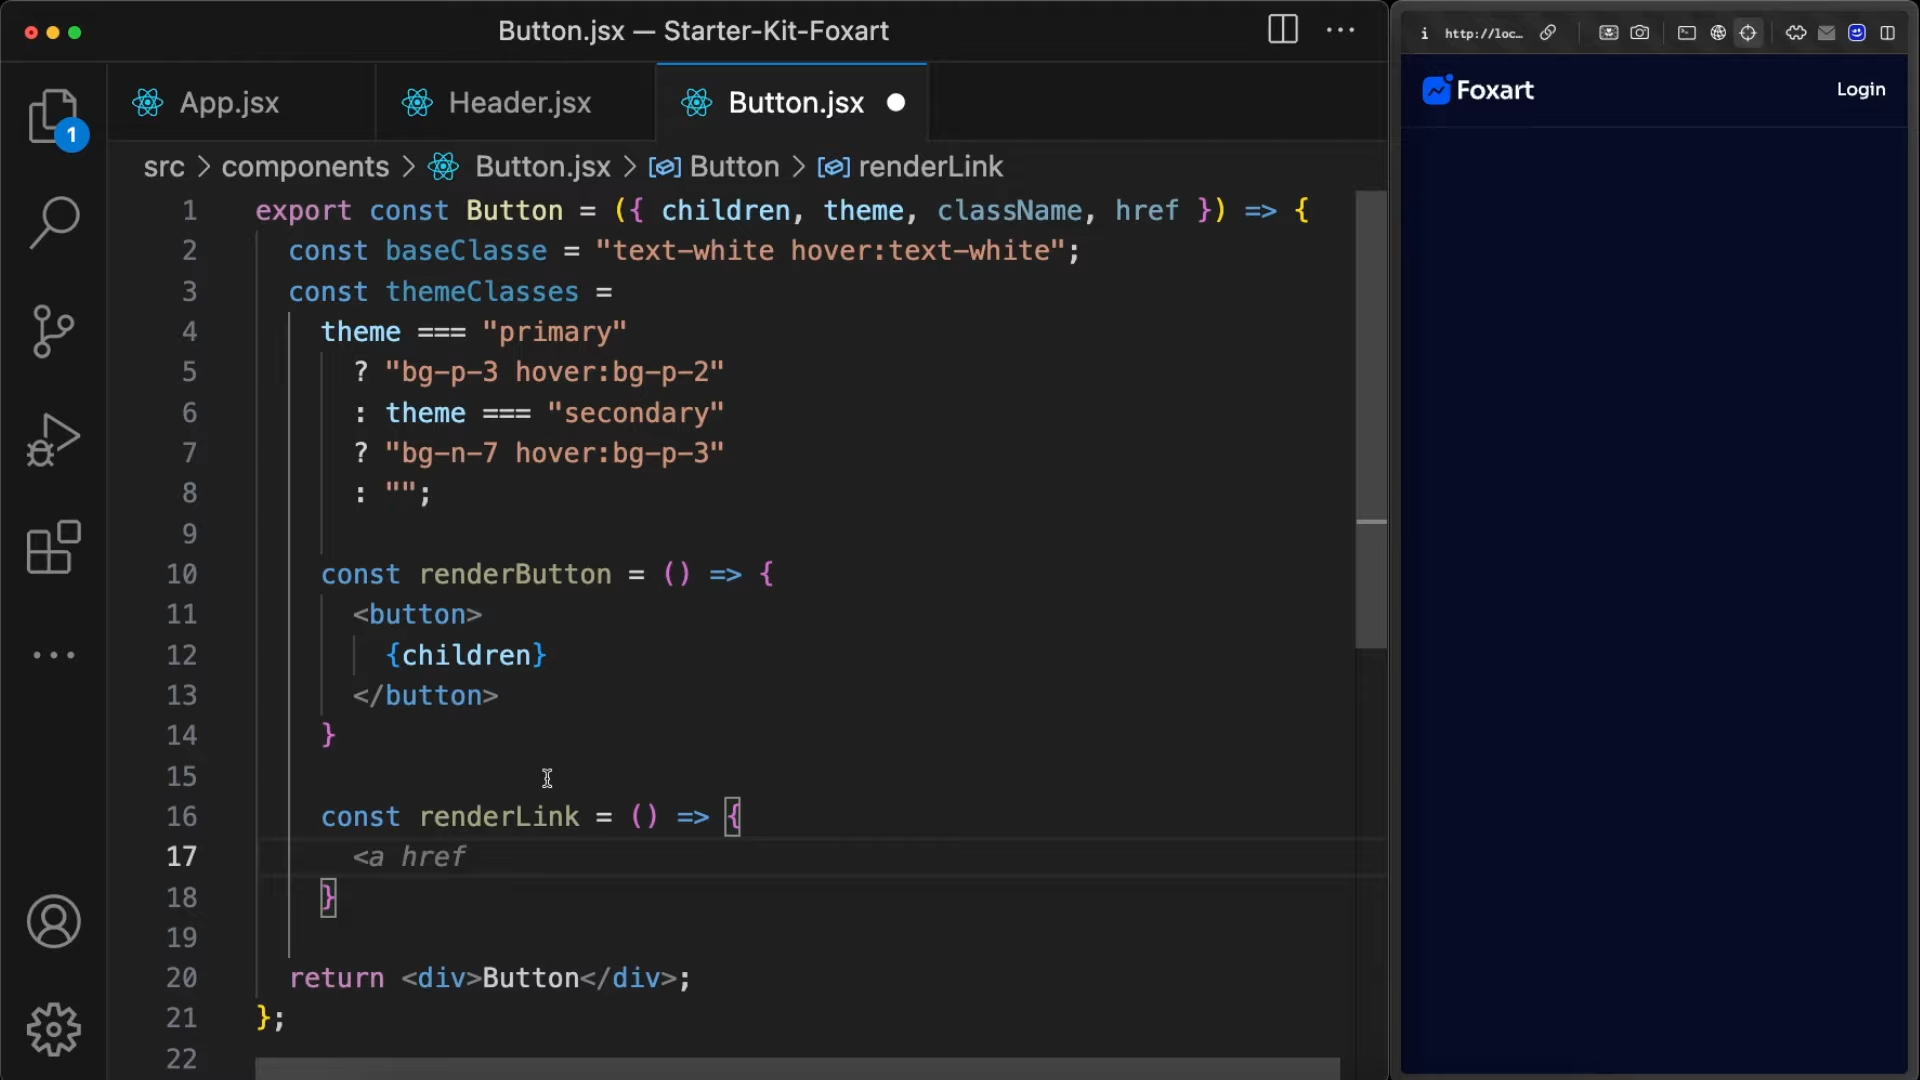 Button.jsx — Starter-Kit-Foxart
App.jsx
Header.jsx
Button.jsx
1
src > components > Button.jsx > Button > renderLink
1 export const Button = ({ children, theme, className, href }) => {
2 const baseClasse = "text-white hover:text-white";
3 const themeClasses =
4 theme === "primary"
5 ? "bg-p-3 hover:bg-p-2"
6 : theme === "secondary"
7 ? "bg-n-7 hover:bg-p-3"
8 : "";
9
10 const renderButton = () => {
11 <button>
12 {children}
13 </button>
14 }
15
16 const renderLink = () => {
17 <a href
18 }
19
20 return <div>Button</div>;
21 };
22
http://loc…
Foxart
Login